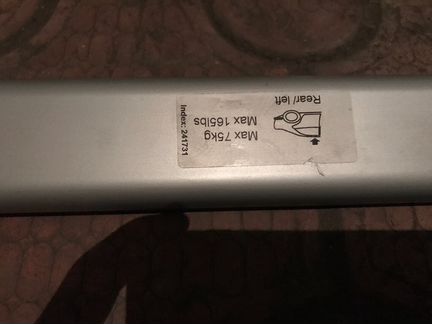 Rear/ left
Max 75kg
Max 165lbs
Index: 241731